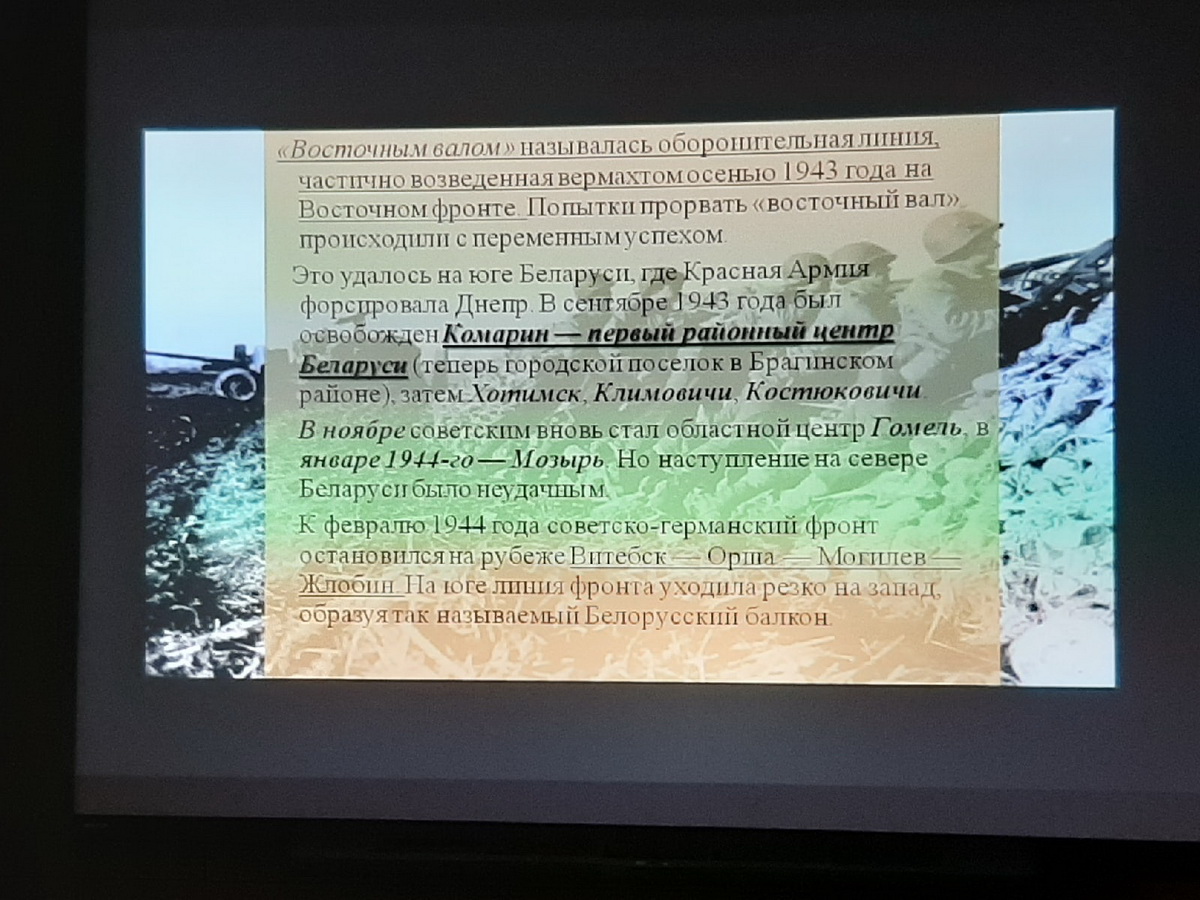 «Восточным валом» называлась оборонительная линия,
частично возведенная вермахтом осенью 1943 года на
Восточном фронте. Попытки прорвать «восточный вал»
происходили с переменным успехом.
Это удалось на юге Беларуси, где Красная Армия
форсировала Днепр. В сентябре 1943 года был
освобожден Комарин — первый районный центр
Беларуси (теперь городской поселок в Брагинском
районе), затем Хотимск, Климовичи, Костюковичи.
В ноябре советским вновь стал областной центр Гомель, в
январе 1944-го — Мозырь. Но наступление на севере
Беларуси было неудачным.
К февралю 1944 года советско-германский фронт
остановился на рубеже Витебск — Орша — Могилев —
Жлобин. На юге линия фронта уходила резко на запад,
образуя так называемый Белорусский балкон.